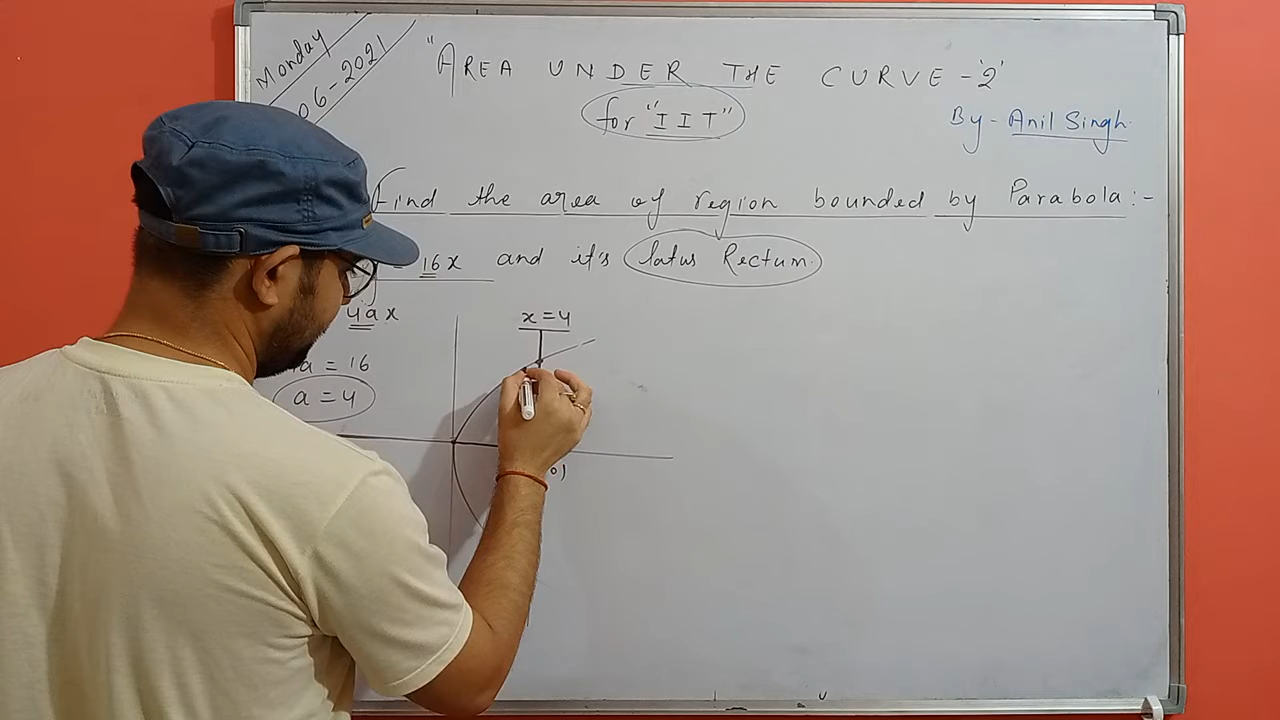 Monday
06-2021
"AREA UNDER THE CURVE-'2'
for "IIT"
By- Anil Singh.
Find the area of region bounded by Parabola:-
= 16x and it's latus Rectum.
4ax
a = 16
a = 4
x=4
0)